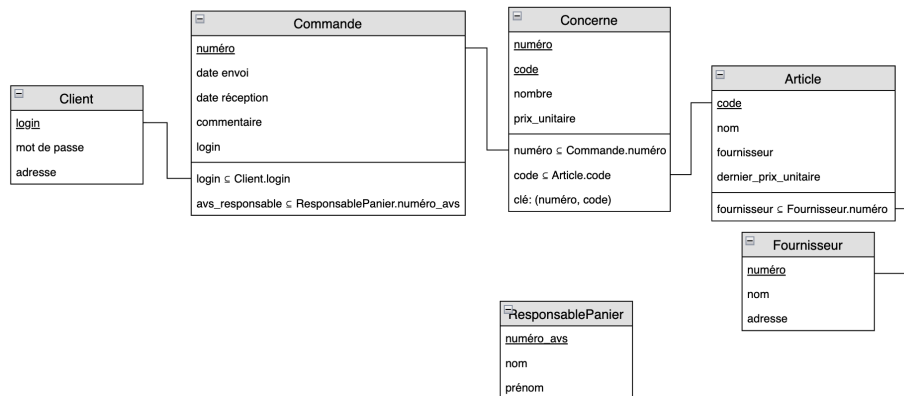 Client
login
mot de passe
adresse
Commande
numéro
date envoi
date réception
commentaire
login
login ⊆ Client.login
avs_responsable ⊆ ResponsablePanier.numéro_avs
Concerne
numéro
code
nombre
prix_unitaire
numéro ⊆ Commande.numéro
code ⊆ Article.code
clé: (numéro, code)
Article
code
nom
fournisseur
dernier_prix_unitaire
fournisseur ⊆ Fournisseur.numéro
Fournisseur
numéro
nom
adresse
ResponsablePanier
numéro_avs
nom
prénom